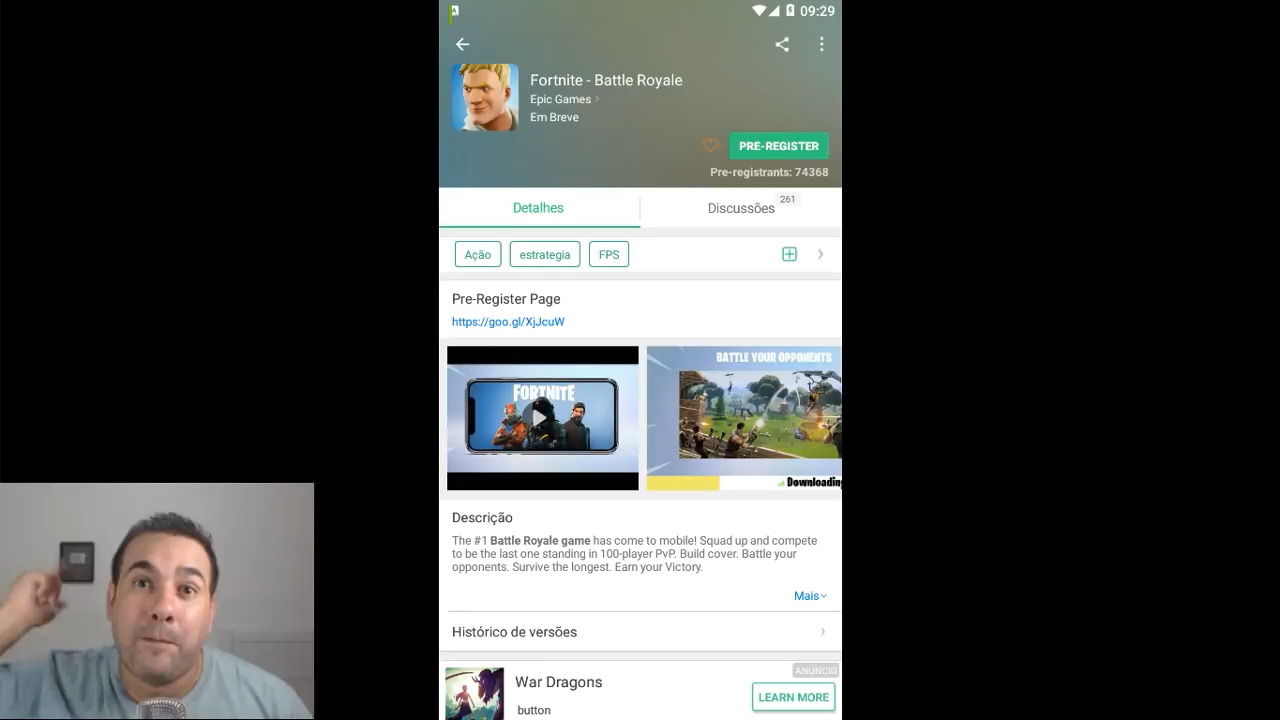 09:29
Fortnite - Battle Royale
Epic Games
Em Breve
PRE-REGISTER
Pre-registrants: 74368
Detalhes
Discussões
261
Ação
estrategia
FPS
Pre-Register Page
https://goo.gl/XjJcuW
FORTNITE
BATTLE YOUR OPPONENTS
Downloading
Descrição
The #1 Battle Royale game has come to mobile! Squad up and compete
to be the last one standing in 100-player PvP. Build cover. Battle your
opponents. Survive the longest. Earn your Victory.
Mais
Histórico de versões
ANÚNCIO
War Dragons
button
LEARN MORE